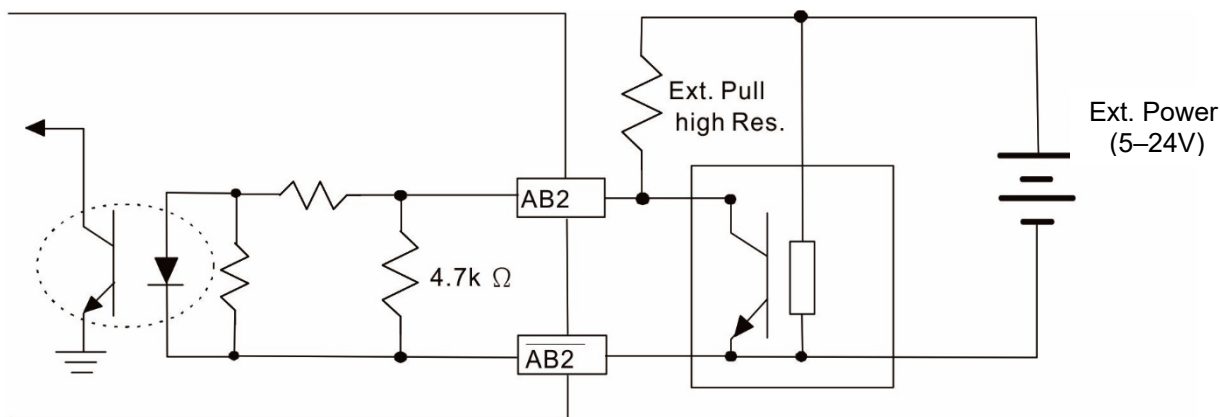 Ext. Pull
high Res.
Ext. Power
(5–24V)
AB2
4.7k Ω
AB2